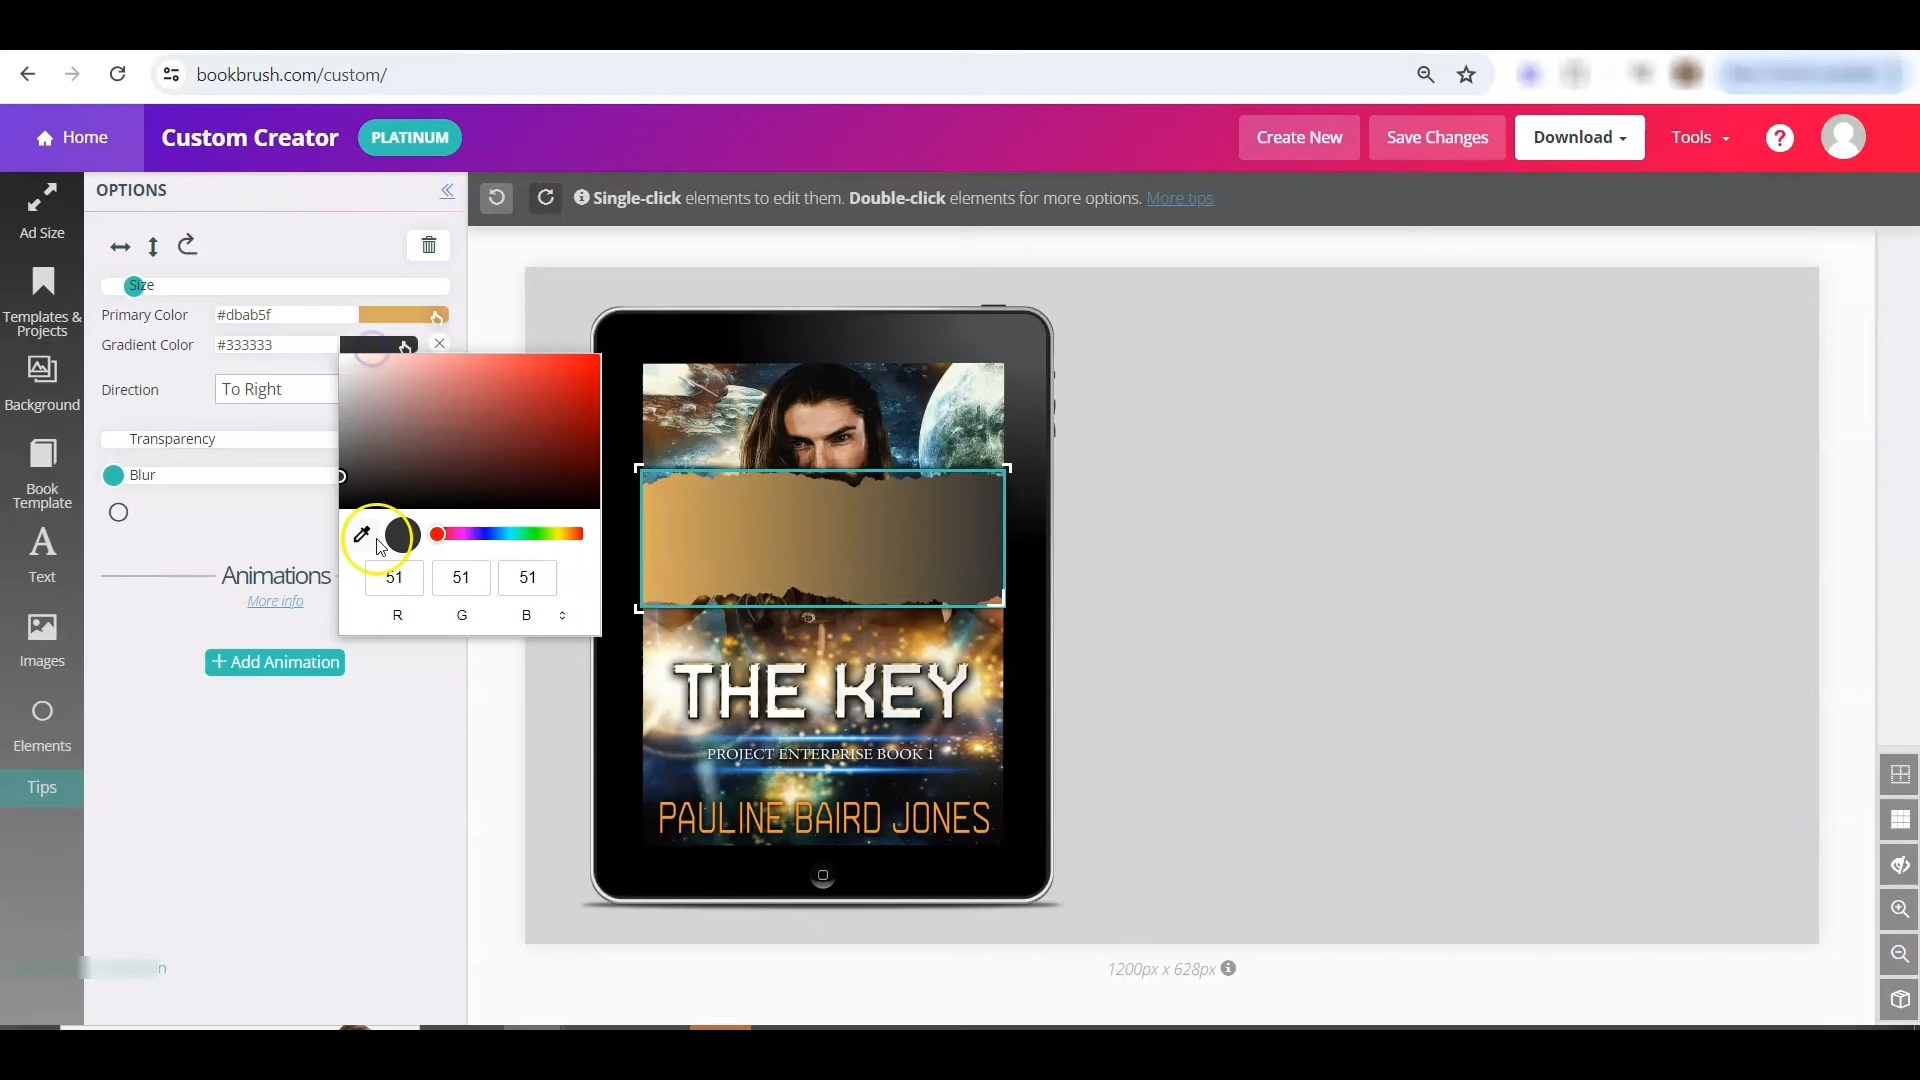 bookbrush.com/custom/
Home
Custom Creator
PLATINUM
Create New
Save Changes
Download
Tools
?
Ad Size
Templates &
Projects
Background
Book
Template
Text
Images
Elements
Tips
OPTIONS
Size
Primary Color #dbab5f
Gradient Color #333333
Direction To Right
Transparency
Blur
51 51 51
R G B
Animations
More info
+ Add Animation
Single-click elements to edit them. Double-click elements for more options. More tips
THE KEY
PROJECT ENTERPRISE BOOK 1
PAULINE BAIRD JONES
1200px x 628px